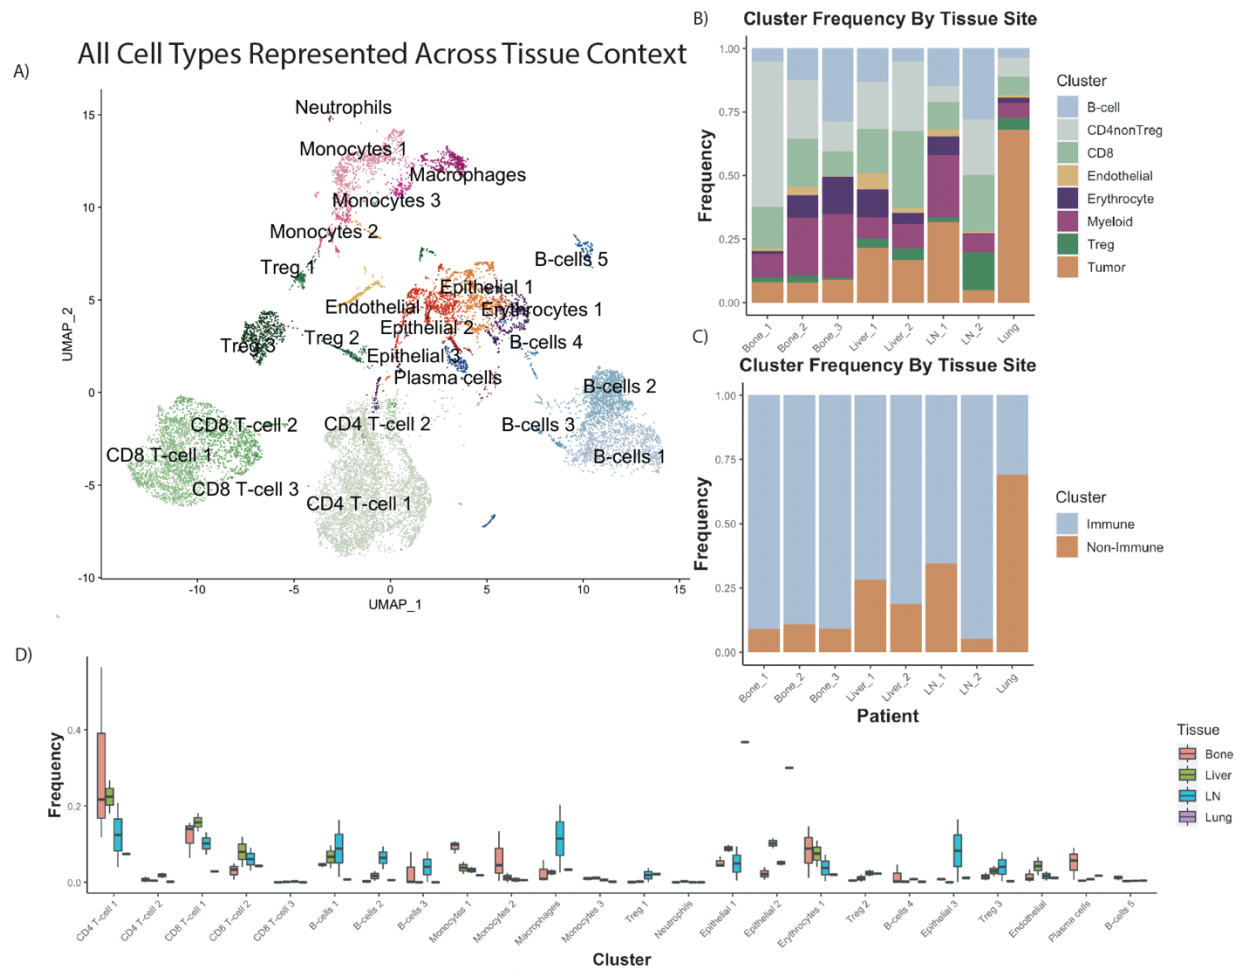 A)
All Cell Types Represented Across Tissue Context
15
10
5
0
-5
-10
UMAP_2
-10
-5
0
5
10
15
UMAP_1
Neutrophils
Monocytes 1
Macrophages
Monocytes 3
Monocytes 2
B-cells 5
Treg 1
Epithelial 1
Endothelial
Erythrocytes 1
Epithelial 2
Treg 3
Treg 2
B-cells 4
Epithelial 3
Plasma cells
B-cells 2
CD8 T-cell 2
CD4 T-cell 2
B-cells 3
CD8 T-cell 1
B-cells 1
CD8 T-cell 3
CD4 T-cell 1
B)
Cluster Frequency By Tissue Site
1.00
0.75
0.50
0.25
0.00
Frequency
Bone_1
Bone_2
Bone_3
Liver_1
Liver_2
LN_1
LN_2
Lung
Cluster
B-cell
CD4nonTreg
CD8
Endothelial
Erythrocyte
Myeloid
Treg
Tumor
C)
Cluster Frequency By Tissue Site
1.00
0.75
0.50
0.25
0.00
Frequency
Bone_1
Bone_2
Bone_3
Liver_1
Liver_2
LN_1
LN_2
Lung
Patient
Cluster
Immune
Non-Immune
D)
0.4
0.2
0.0
Frequency
CD4 T-cell 1
CD4 T-cell 2
CD8 T-cell 1
CD8 T-cell 2
CD8 T-cell 3
B-cells 1
B-cells 2
B-cells 3
Monocytes 1
Monocytes 2
Macrophages
Monocytes 3
Treg 1
Neutrophils
Epithelial 1
Epithelial 2
Erythrocytes 1
Treg 2
B-cells 4
Epithelial 3
Treg 3
Endothelial
Plasma cells
B-cells 5
Cluster
Tissue
Bone
Liver
LN
Lung